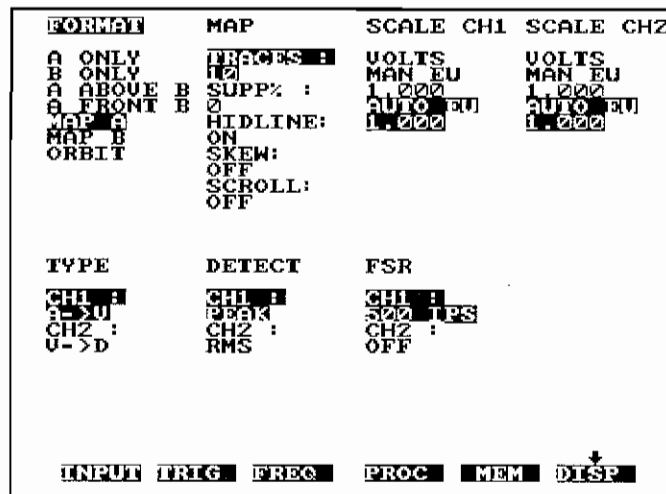 FORMAT
A ONLY
B ONLY
A ABOVE B
A FRONT B
MAP A
MAP B
ORBIT
MAP
TRACES :
10
SUPP% :
0
HIDLINE:
ON
SKEW:
OFF
SCROLL:
OFF
SCALE CH1
VOLTS
MAN EU
1.000
AUTO EU
1.000
SCALE CH2
VOLTS
MAN EU
1.000
AUTO EU
1.000
TYPE
CH1 :
A->V
CH2 :
V->D
DETECT
CH1 :
PEAK
CH2 :
RMS
FSR
CH1 :
500 IPS
CH2 :
OFF
INPUT TRIG FREQ PROC MEM DISP